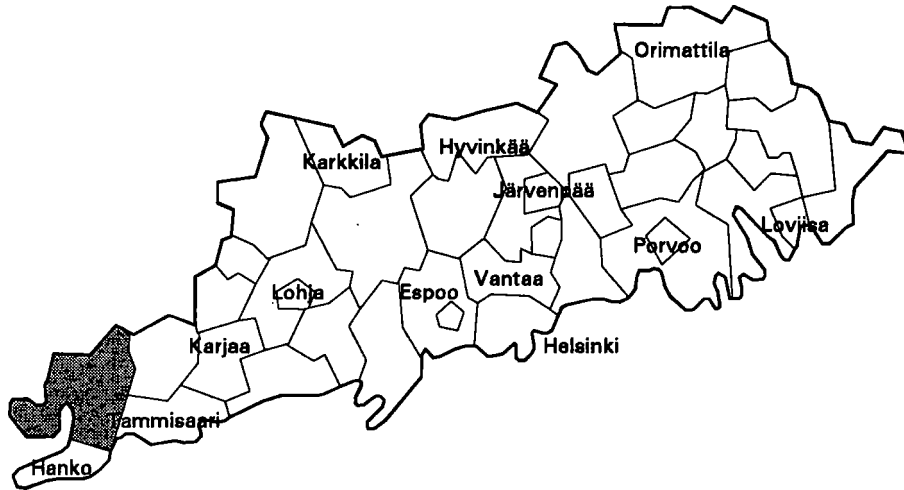 Orimattila
Karkkila
Hyvinkää
Järvenpää
Loviisa
Porvoo
Vantaa
Lohja
Espoo
Karjaa
Helsinki
Tammisaari
Hanko